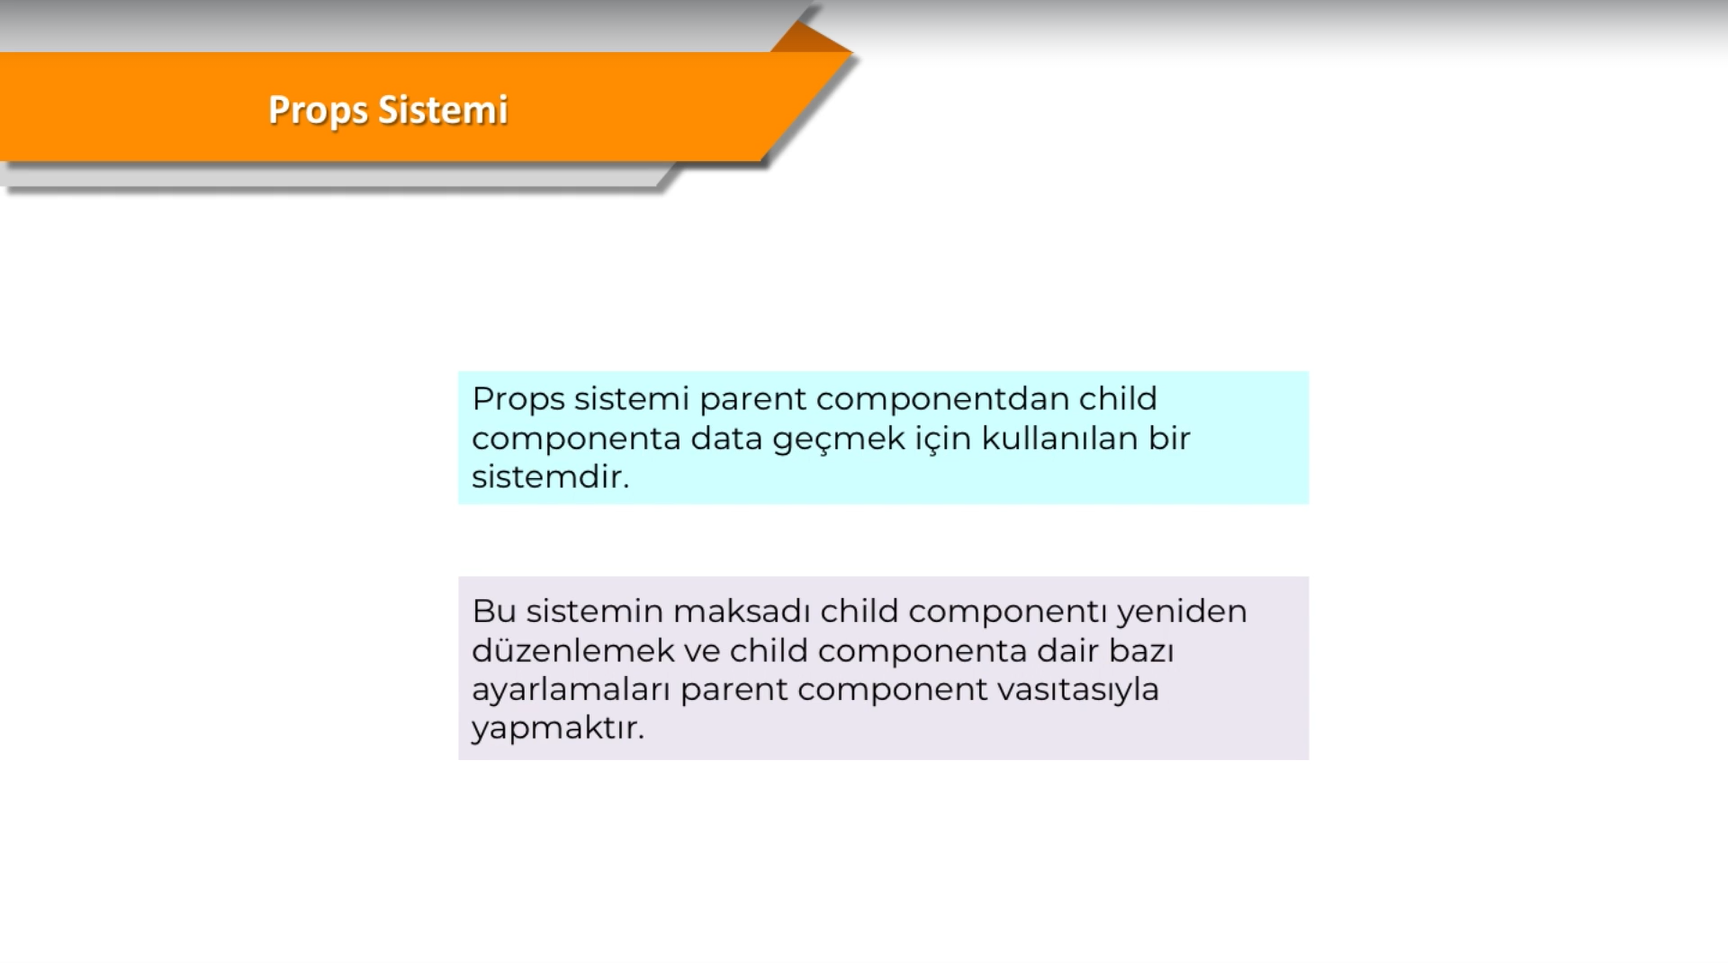 Props Sistemi
Props sistemi parent componentdan child
componenta data geçmek için kullanılan bir
sistemdir.
Bu sistemin maksadı child componentı yeniden
düzenlemek ve child componenta dair bazı
ayarlamaları parent component vasıtasıyla
yapmaktır.